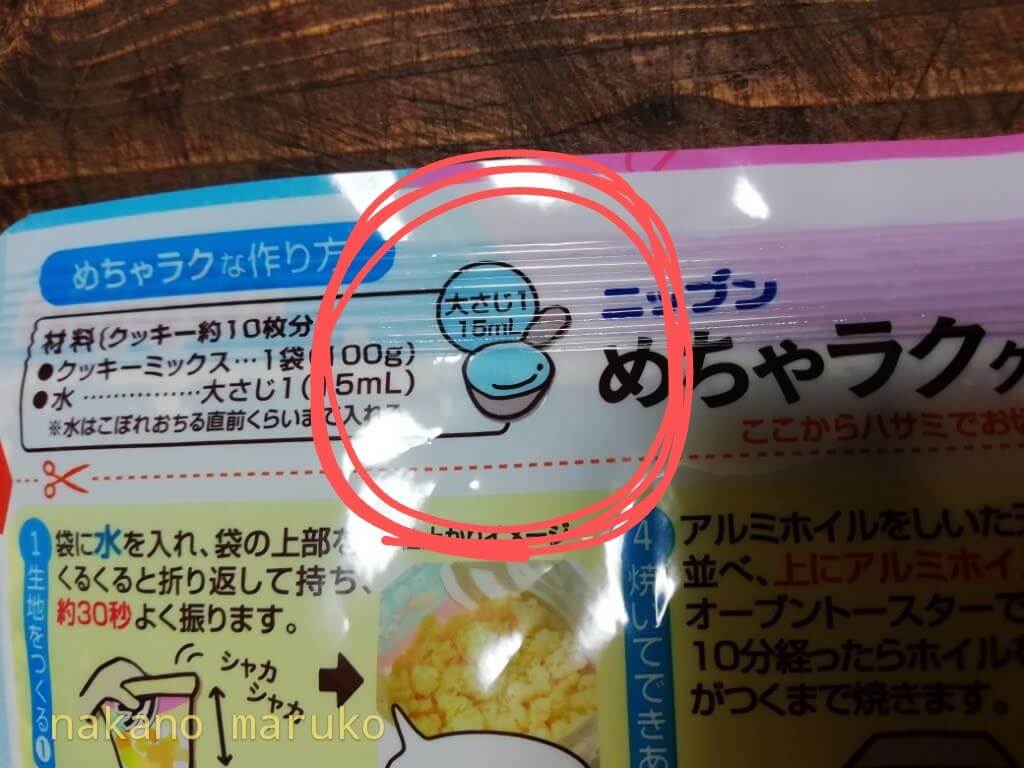 めちゃラクな作り方
材料(クッキー約10枚分
●クッキーミックス…1袋(100g)
●水……………大さじ1(15mL)
※水はこぼれおちる直前くらいまで入れる
大さじ1
15mL
ニップン
めちゃラク
ここからハサミでお切
1
生地をつくる❶
袋に水を入れ、袋の上部を
くるくると折り返して持ち、
約30秒よく振ります。
シャカ
シャカ
イメージ
4
焼いてできあ
アルミホイルをしいた天
並べ、上にアルミホイ
オーブントースターで
10分経ったらホイルを
がつくまで焼きます。
nakano maruko